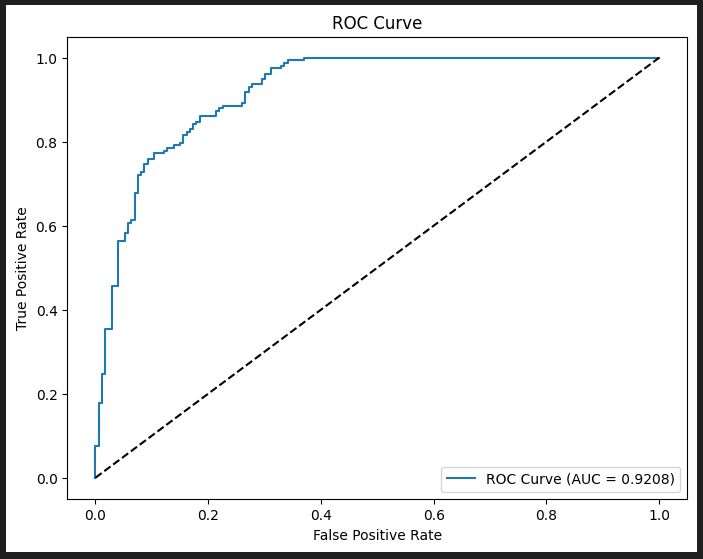 ROC Curve
1.0
0.8
0.6
0.4
0.2
0.0
True Positive Rate
ROC Curve (AUC = 0.9208)
0.0 0.2 0.4 0.6 0.8 1.0
False Positive Rate